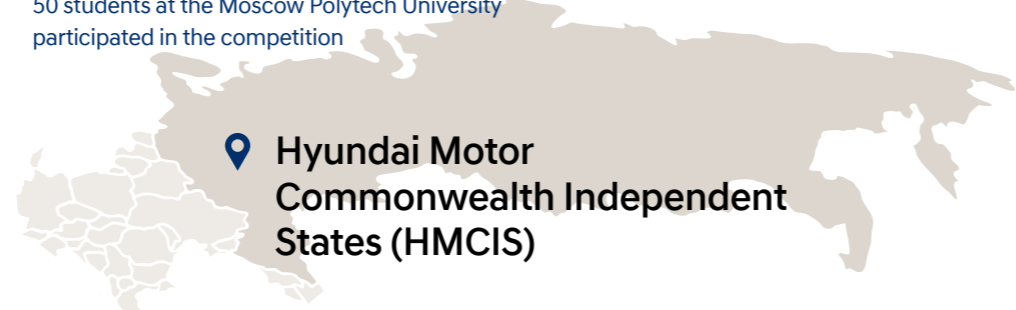 50 students at the Moscow Polytech University
participated in the competition
Hyundai Motor
Commonwealth Independent
States (HMCIS)